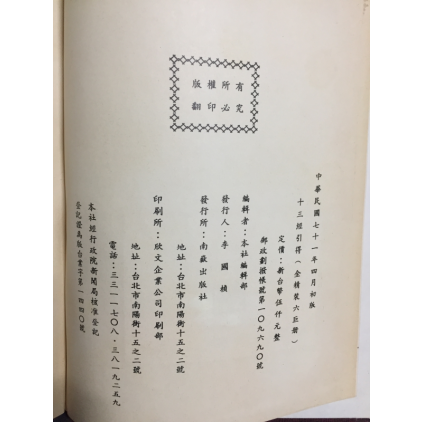 版權所有
翻印必究
中華民國七十一年四月初版
十三經引得（全精裝六巨冊）
定價：新台幣伍仟元整
郵政劃撥帳號第一０九六九０號
編輯者：本社編輯部
發行人：李國楨
發行所：南嶽出版社
地址：台北市南陽街十五之二號
印刷所：欣文企業公司印刷部
地址：台北市南陽街十五之二號
電話：三三一一七０八・三八一九二五九
本社經行政院新聞局核准登記
登記證局版台業字第一四四０號